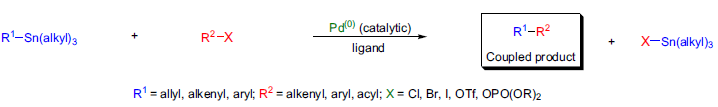 R¹–Sn(alkyl)₃ + R²–X Pd⁽⁰⁾ (catalytic) ligand R¹–R² Coupled product + X–Sn(alkyl)₃
R¹ = allyl, alkenyl, aryl; R² = alkenyl, aryl, acyl; X = Cl, Br, I, OTf, OPO(OR)₂